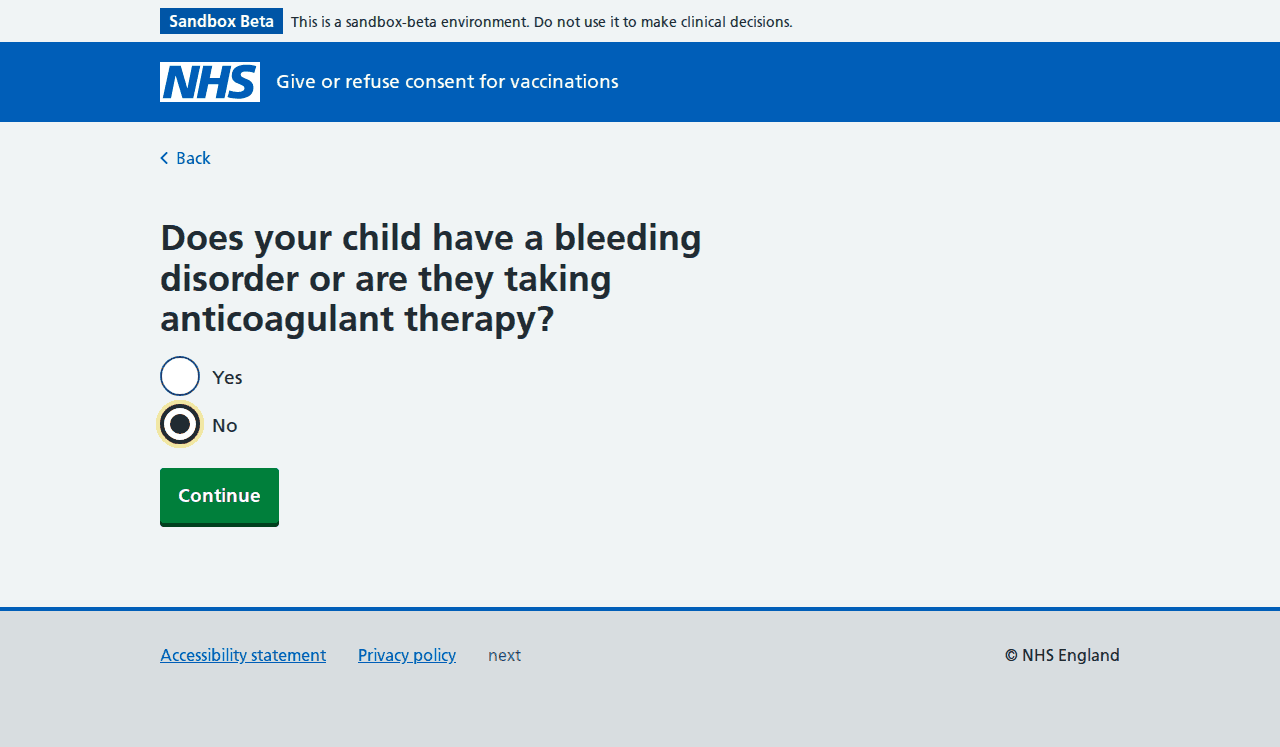 Sandbox Beta This is a sandbox-beta environment. Do not use it to make clinical decisions.
NHS Give or refuse consent for vaccinations
Back
Does your child have a bleeding
disorder or are they taking
anticoagulant therapy?
Yes
No
Continue
Accessibility statement Privacy policy next © NHS England